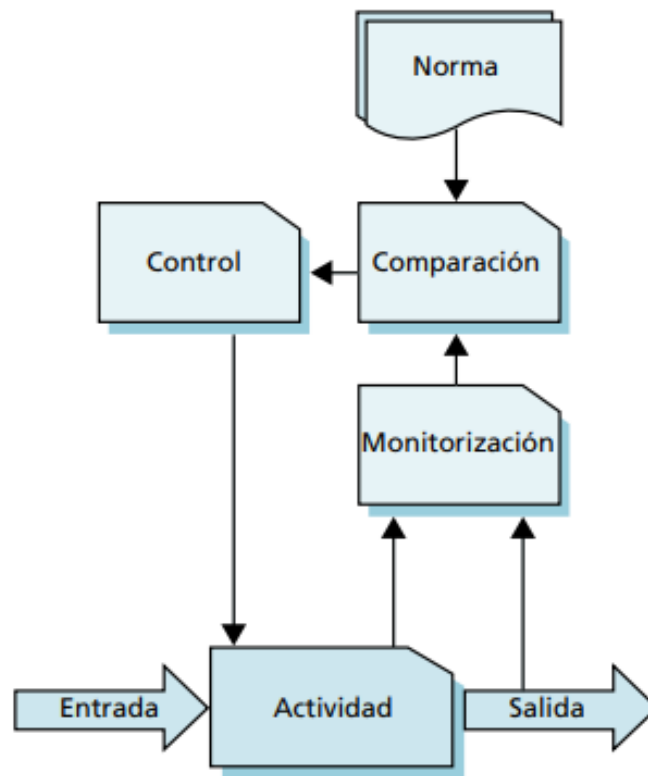 Norma
Control
Comparación
Monitorización
Entrada
Actividad
Salida